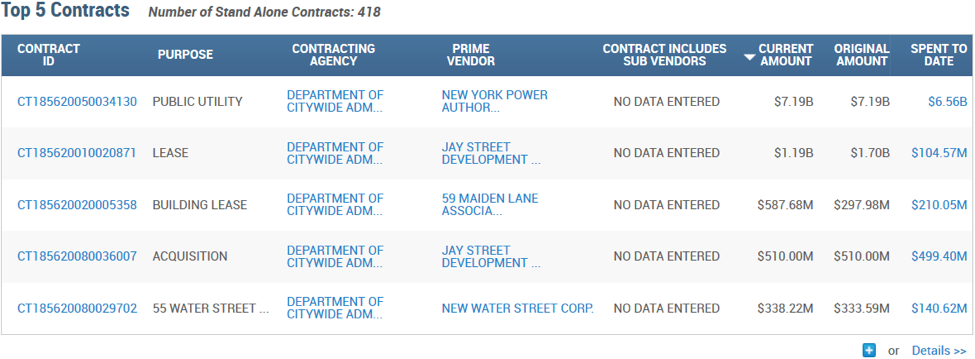 Top 5 Contracts Number of Stand Alone Contracts: 418
CONTRACT ID PURPOSE CONTRACTING AGENCY PRIME VENDOR CONTRACT INCLUDES SUB VENDORS CURRENT AMOUNT ORIGINAL AMOUNT SPENT TO DATE
CT185620050034130 PUBLIC UTILITY DEPARTMENT OF CITYWIDE ADM... NEW YORK POWER AUTHOR... NO DATA ENTERED $7.19B $7.19B $6.56B
CT185620010020871 LEASE DEPARTMENT OF CITYWIDE ADM... JAY STREET DEVELOPMENT ... NO DATA ENTERED $1.19B $1.70B $104.57M
CT185620020005358 BUILDING LEASE DEPARTMENT OF CITYWIDE ADM... 59 MAIDEN LANE ASSOCIA... NO DATA ENTERED $587.68M $297.98M $210.05M
CT185620080036007 ACQUISITION DEPARTMENT OF CITYWIDE ADM... JAY STREET DEVELOPMENT ... NO DATA ENTERED $510.00M $510.00M $499.40M
CT185620080029702 55 WATER STREET ... DEPARTMENT OF CITYWIDE ADM... NEW WATER STREET CORP. NO DATA ENTERED $338.22M $333.59M $140.62M
or Details >>